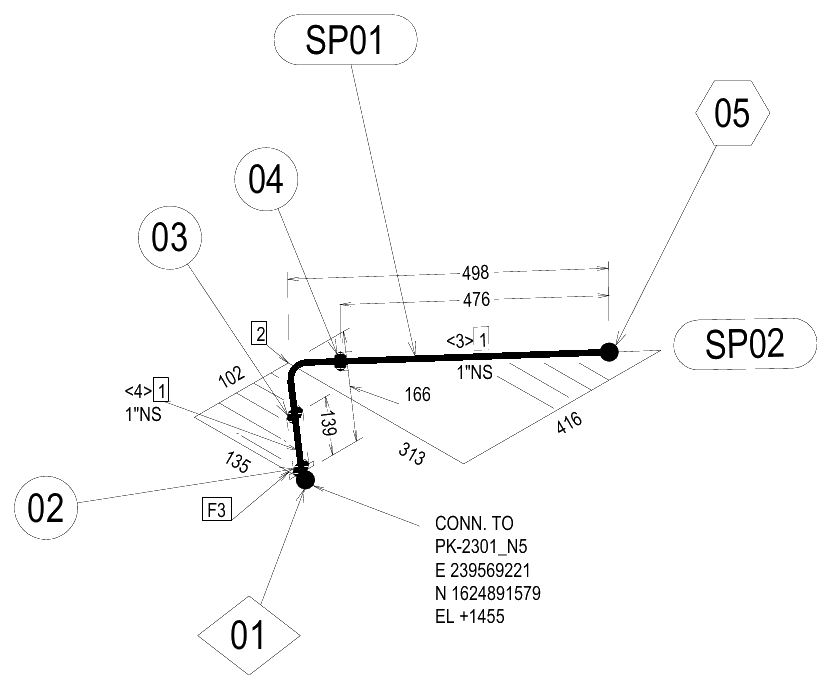 SP01
05
04
03
498
476
2
<3> 1
SP02
1"NS
102
<4> 1
1"NS
166
139
416
313
135
02
F3
CONN. TO
PK-2301_N5
E 239569221
N 1624891579
EL +1455
01